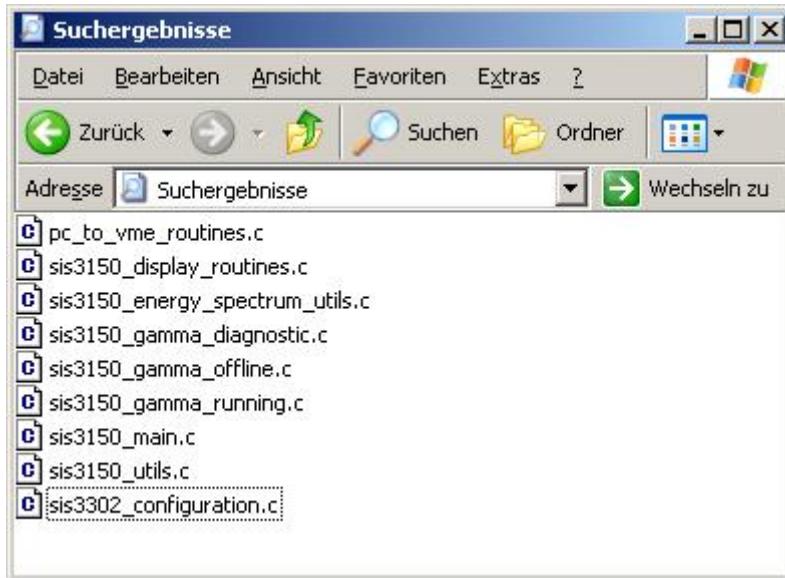 Suchergebnisse
Datei Bearbeiten Ansicht Favoriten Extras ?
Zurück Suchen Ordner
Adresse Suchergebnisse Wechseln zu
pc_to_vme_routines.c
sis3150_display_routines.c
sis3150_energy_spectrum_utils.c
sis3150_gamma_diagnostic.c
sis3150_gamma_offline.c
sis3150_gamma_running.c
sis3150_main.c
sis3150_utils.c
sis3302_configuration.c